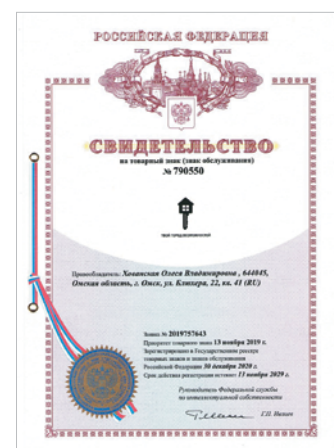 РОССИЙСКАЯ ФЕДЕРАЦИЯ
СВИДЕТЕЛЬСТВО
на товарный знак (знак обслуживания)
№ 790550
Правообладатель: Хованская Олеся Владимировна, 644045,
Омская область, г. Омск, ул. Блюхера, 22, кв. 41 (RU)
Заявка № 2019757643
Приоритет товарного знака 13 ноября 2019 г.
Зарегистрировано в Государственном реестре
товарных знаков и знаков обслуживания
Российской Федерации 30 декабря 2020 г.
Срок действия регистрации истекает 13 ноября 2029 г.
Руководитель Федеральной службы
по интеллектуальной собственности
Г.П. Ивлиев